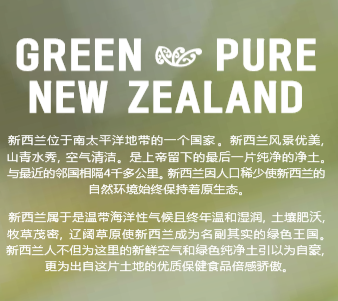 GREEN PURE
NEW ZEALAND
新西兰位于南太平洋地带的一个国家。新西兰风景优美,
山青水秀, 空气清洁。是上帝留下的最后一片纯净的净土。
与最近的邻国相隔4千多公里。新西兰因人口稀少使新西兰的
自然环境始终保持着原生态。
新西兰属于是温带海洋性气候且终年温和湿润, 土壤肥沃,
牧草茂密, 辽阔草原使新西兰成为名副其实的绿色王国。
新西兰人不但为这里的新鲜空气和绿色纯净土引以为自豪,
更为出自这片土地的优质保健食品倍感骄傲。